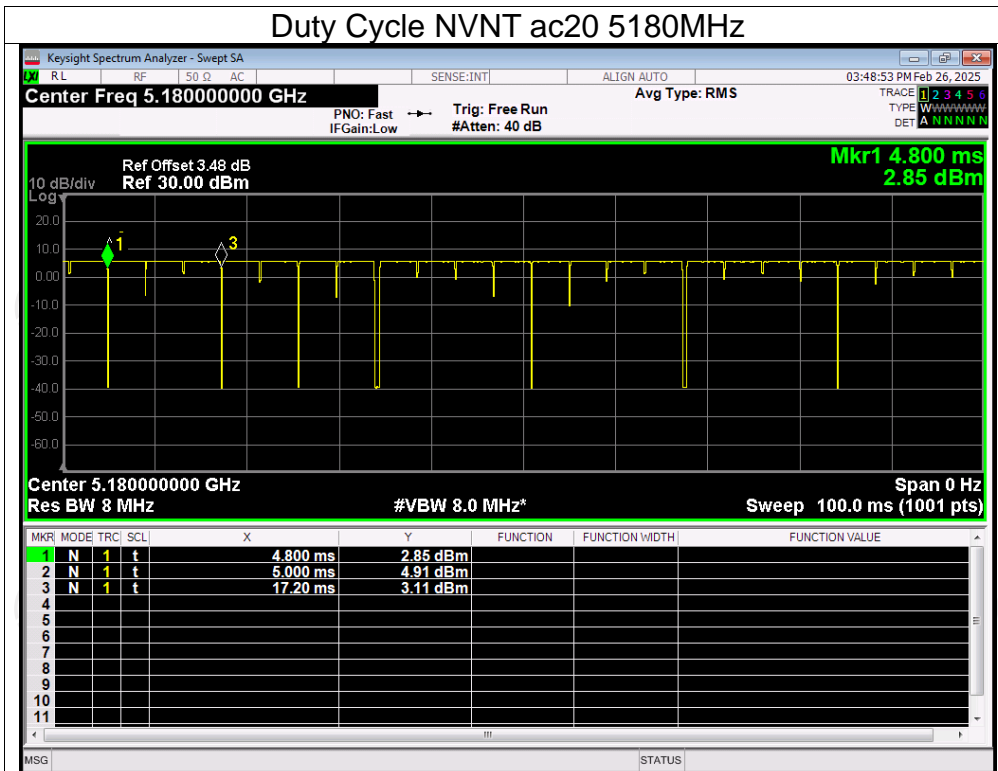 Duty Cycle NVNT ac20 5180MHz
Keysight Spectrum Analyzer - Swept SA
LXI RL RF 50 Ω AC SENSE:INT ALIGN AUTO 03:48:53 PM Feb 26, 2025
Center Freq 5.180000000 GHz Avg Type: RMS TRACE 1 2 3 4 5 6
PNO: Fast Trig: Free Run TYPE WWWWWW
IFGain:Low #Atten: 40 dB DET A N N N N N
Ref Offset 3.48 dB Mkr1 4.800 ms
10 dB/div Ref 30.00 dBm 2.85 dBm
Log
20.0
1 3
10.0
0.00
-10.0
-20.0
-30.0
-40.0
-50.0
-60.0
Center 5.180000000 GHz Span 0 Hz
Res BW 8 MHz #VBW 8.0 MHz* Sweep 100.0 ms (1001 pts)
MKR MODE TRC SCL X Y FUNCTION FUNCTION WIDTH FUNCTION VALUE
1 N 1 t 4.800 ms 2.85 dBm
2 N 1 t 5.000 ms 4.91 dBm
3 N 1 t 17.20 ms 3.11 dBm
4
5
6
7
8
9
10
11
MSG STATUS